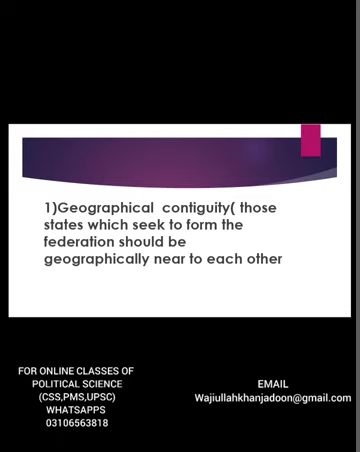 1)Geographical contiguity( those
states which seek to form the
federation should be
geographically near to each other
FOR ONLINE CLASSES OF
POLITICAL SCIENCE
(CSS,PMS,UPSC)
WHATSAPPS
03106563818
EMAIL
Wajiullahkhanjadoon@gmail.com